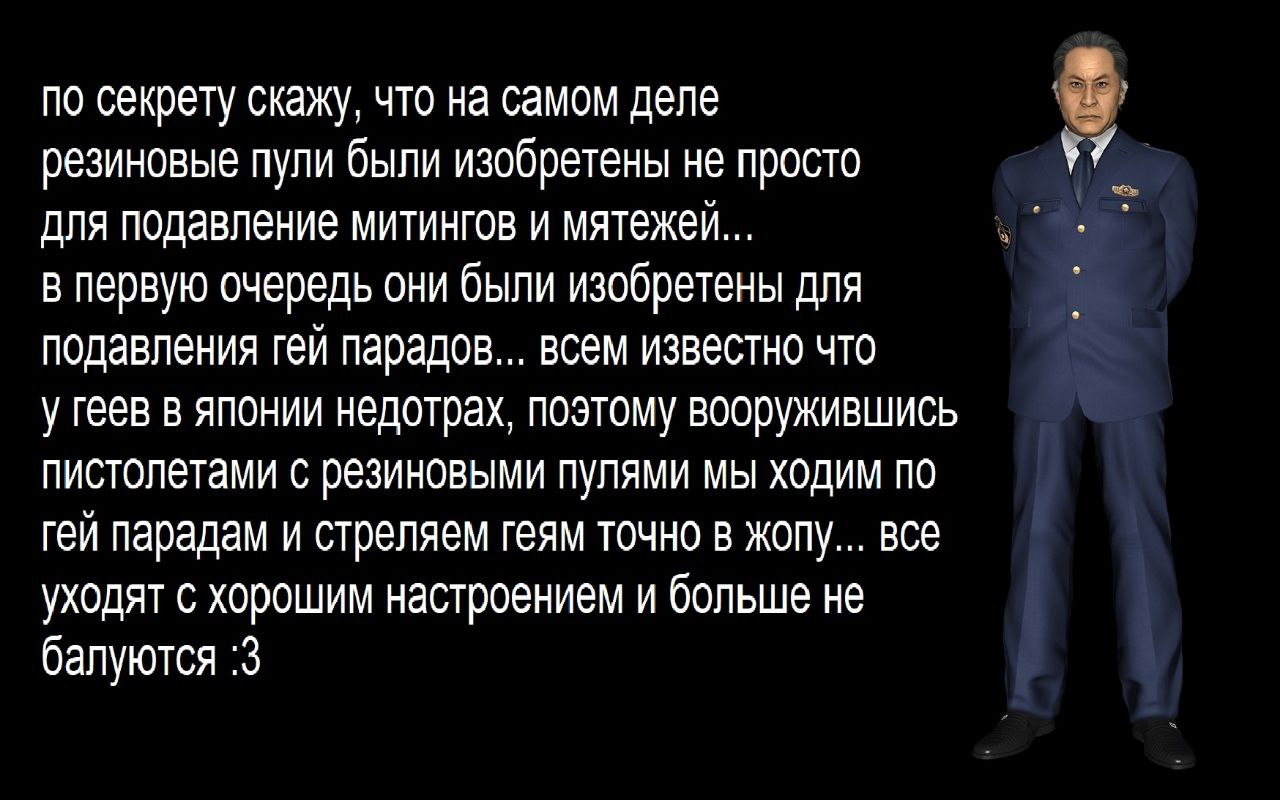 по секрету скажу, что на самом деле
резиновые пули были изобретены не просто
для подавление митингов и мятежей...
в первую очередь они были изобретены для
подавления гей парадов... всем известно что
у геев в японии недотрах, поэтому вооружившись
пистолетами с резиновыми пулями мы ходим по
гей парадам и стреляем геям точно в жопу... все
уходят с хорошим настроением и больше не
балуются :3